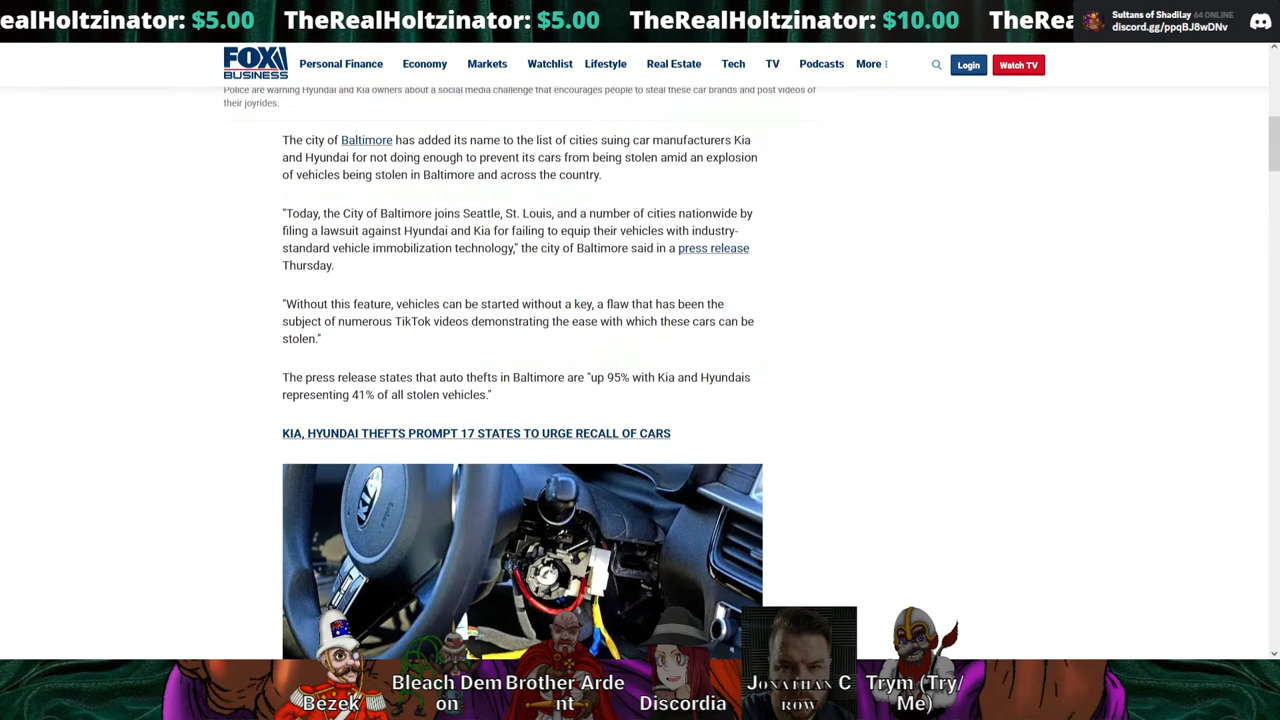 realHoltzinator: $5.00 TheRealHoltzinator: $5.00 TheRealHoltzinator: $10.00 TheRea
Sultans of Shadilay 64 ONLINE
discord.gg/ppqBJ8wDNv
FOX BUSINESS
Personal Finance Economy Markets Watchlist Lifestyle Real Estate Tech TV Podcasts More Login Watch TV
Police are warning Hyundai and Kia owners about a social media challenge that encourages people to steal these car brands and post videos of
their joyrides.
The city of Baltimore has added its name to the list of cities suing car manufacturers Kia
and Hyundai for not doing enough to prevent its cars from being stolen amid an explosion
of vehicles being stolen in Baltimore and across the country.
"Today, the City of Baltimore joins Seattle, St. Louis, and a number of cities nationwide by
filing a lawsuit against Hyundai and Kia for failing to equip their vehicles with industry-
standard vehicle immobilization technology," the city of Baltimore said in a press release
Thursday.
"Without this feature, vehicles can be started without a key, a flaw that has been the
subject of numerous TikTok videos demonstrating the ease with which these cars can be
stolen."
The press release states that auto thefts in Baltimore are "up 95% with Kia and Hyundais
representing 41% of all stolen vehicles."
KIA, HYUNDAI THEFTS PROMPT 17 STATES TO URGE RECALL OF CARS
KIA
Bezek
Bleach Dem
on
Brother Arde
nt
Discordia
Jonathan C
row
Trym (Try/
Me)